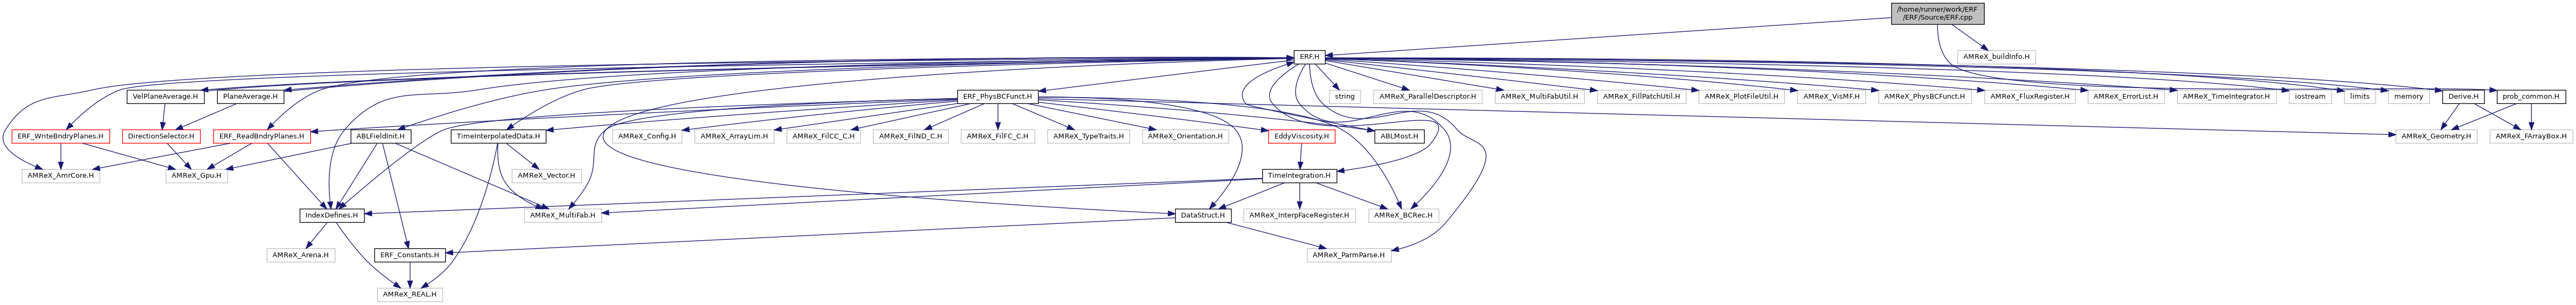 /home/runner/work/ERF
/ERF/Source/ERF.cpp
ERF.H
AMReX_buildInfo.H
VelPlaneAverage.H
PlaneAverage.H
ERF_PhysBCFunct.H
string
AMReX_ParallelDescriptor.H
AMReX_MultiFabUtil.H
AMReX_FillPatchUtil.H
AMReX_PlotFileUtil.H
AMReX_VisMF.H
AMReX_PhysBCFunct.H
AMReX_FluxRegister.H
AMReX_ErrorList.H
AMReX_TimeIntegrator.H
iostream
limits
memory
Derive.H
prob_common.H
ERF_WriteBndryPlanes.H
DirectionSelector.H
ERF_ReadBndryPlanes.H
ABLFieldInit.H
TimeInterpolatedData.H
AMReX_Config.H
AMReX_ArrayLim.H
AMReX_FilCC_C.H
AMReX_FilND_C.H
AMReX_FilFC_C.H
AMReX_TypeTraits.H
AMReX_Orientation.H
EddyViscosity.H
ABLMost.H
AMReX_Geometry.H
AMReX_FArrayBox.H
AMReX_AmrCore.H
AMReX_Gpu.H
AMReX_Vector.H
TimeIntegration.H
IndexDefines.H
AMReX_MultiFab.H
DataStruct.H
AMReX_InterpFaceRegister.H
AMReX_BCRec.H
AMReX_Arena.H
ERF_Constants.H
AMReX_ParmParse.H
AMReX_REAL.H